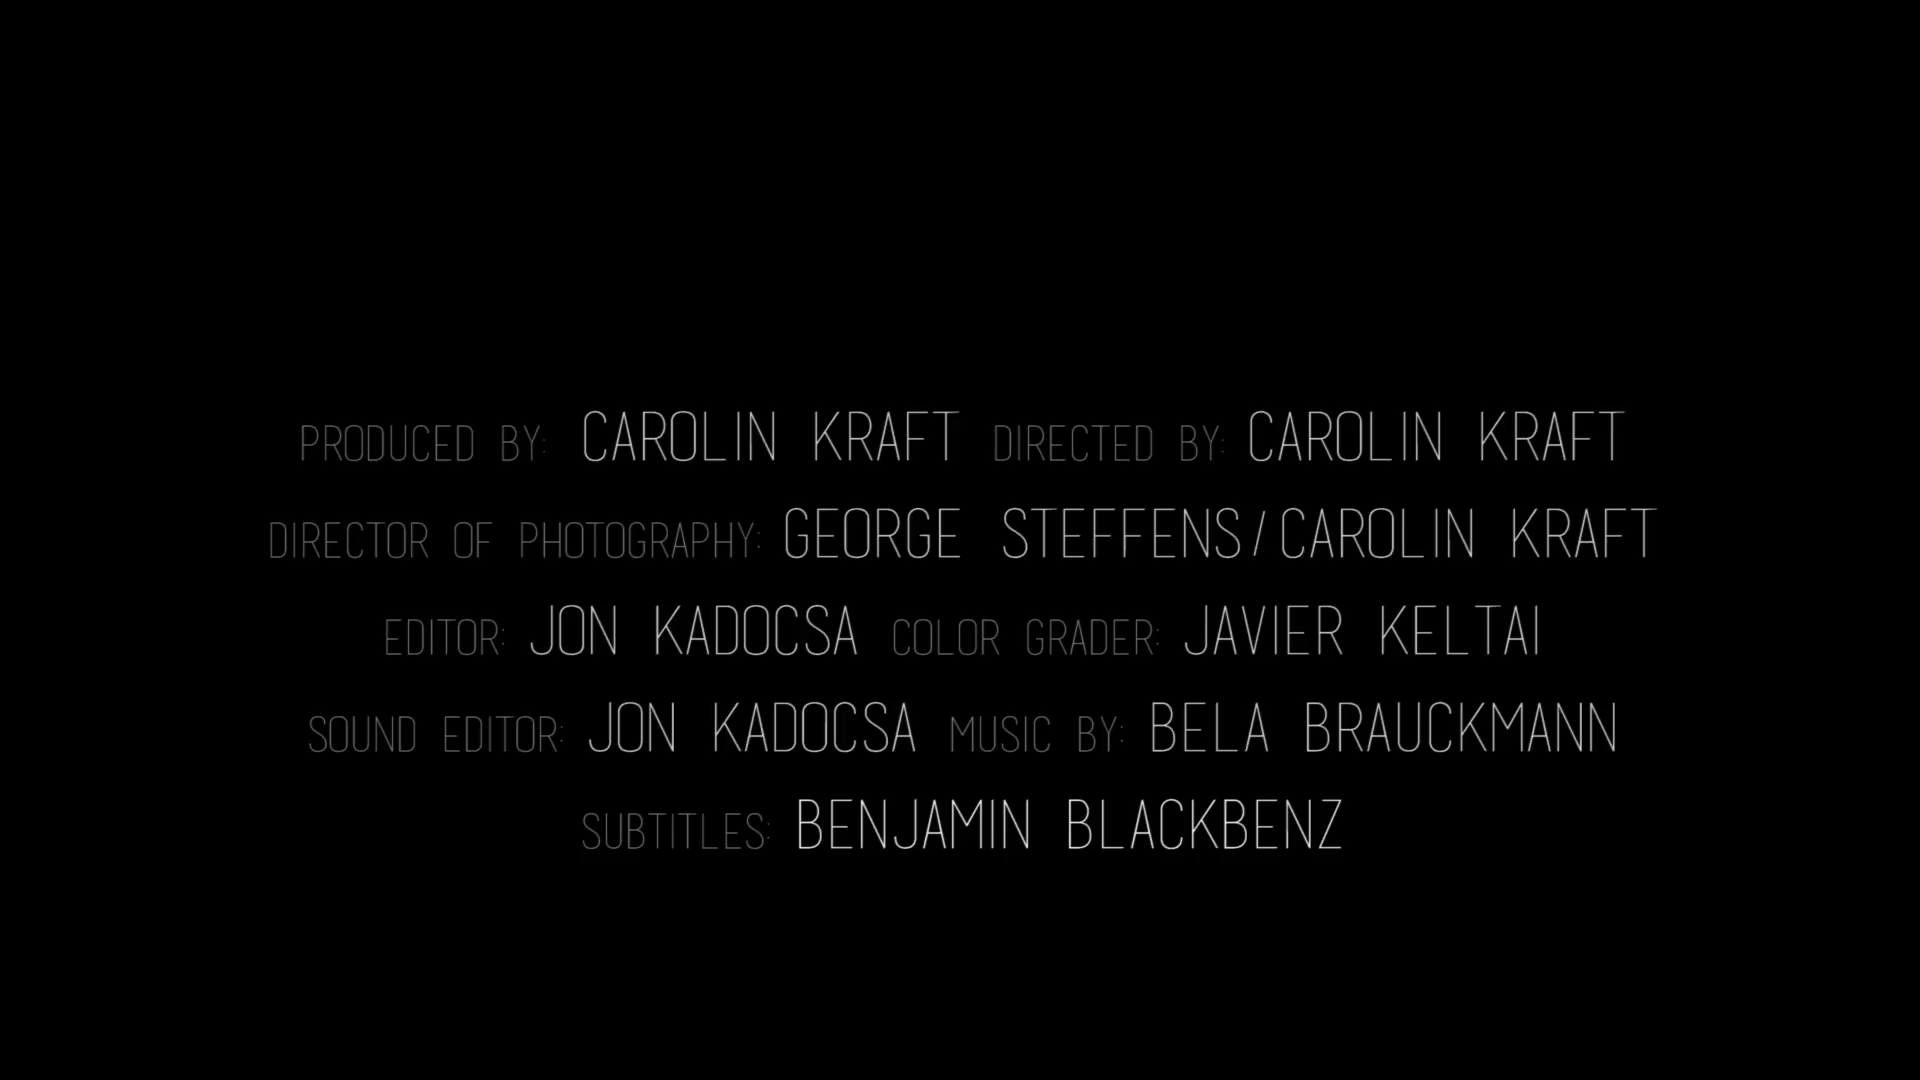 PRODUCED BY: CAROLIN KRAFT DIRECTED BY: CAROLIN KRAFT
DIRECTOR OF PHOTOGRAPHY: GEORGE STEFFENS/CAROLIN KRAFT
EDITOR: JON KADOCSA COLOR GRADER: JAVIER KELTAI
SOUND EDITOR: JON KADOCSA MUSIC BY: BELA BRAUCKMANN
SUBTITLES: BENJAMIN BLACKBENZ